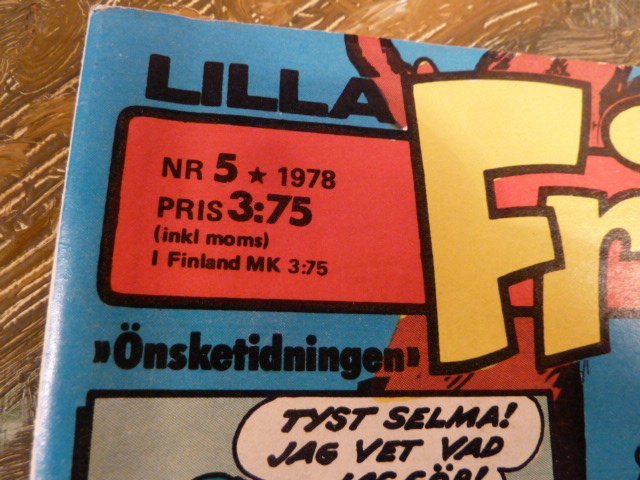 LILLA
NR 5 ★ 1978
PRIS 3:75
(inkl moms)
I Finland MK 3:75
»Önsketidningen»
TYST SELMA!
JAG VET VAD